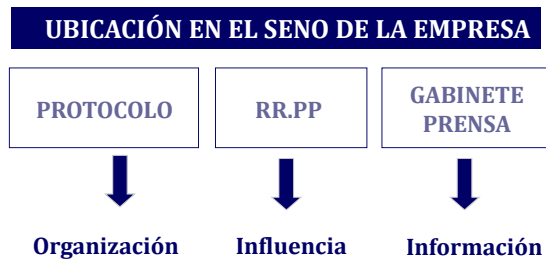 UBICACIÓN EN EL SENO DE LA EMPRESA
PROTOCOLO
RR.PP
GABINETE
PRENSA
Organización
Influencia
Información